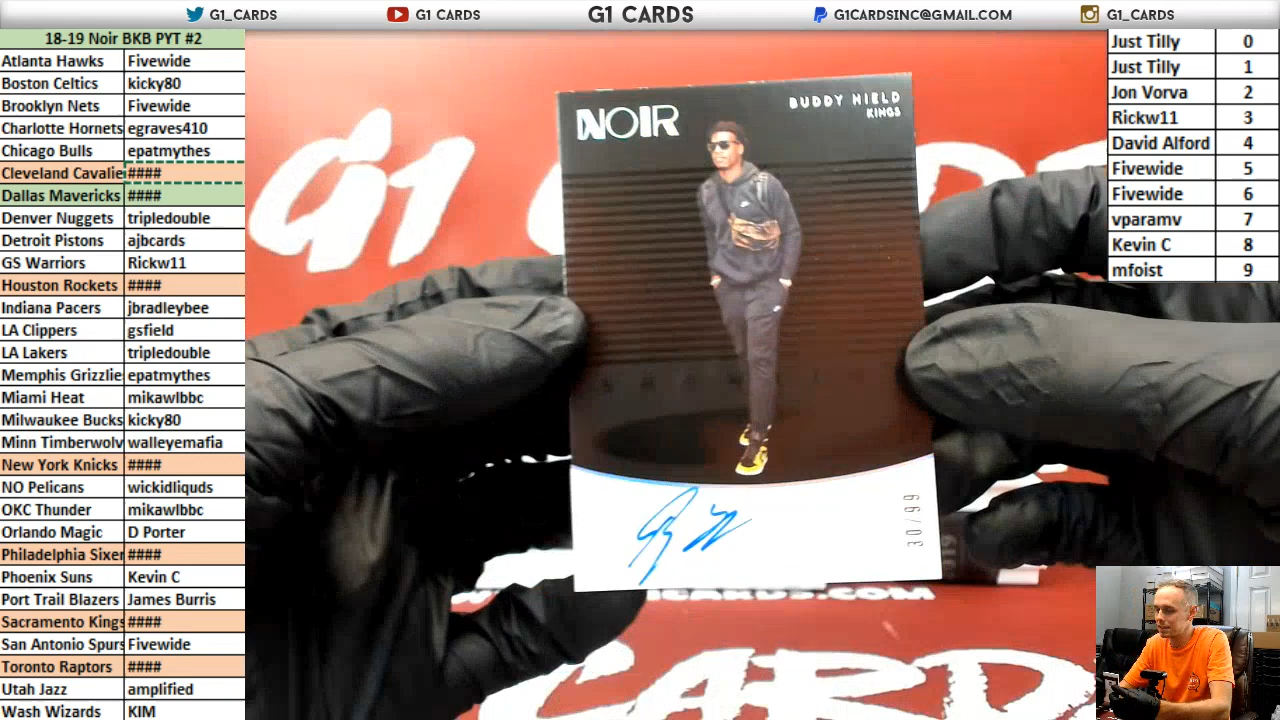 G1_CARDS
G1 CARDS
G1 CARDS
G1CARDSINC@GMAIL.COM
G1_CARDS
18-19 Noir BKB PYT #2
Atlanta Hawks Fivewide
Boston Celtics kicky80
Brooklyn Nets Fivewide
Charlotte Hornets egraves410
Chicago Bulls epatmythes
Cleveland Cavalie ####
Dallas Mavericks ####
Denver Nuggets tripledouble
Detroit Pistons ajbcards
GS Warriors Rickw11
Houston Rockets ####
Indiana Pacers jbradleybee
LA Clippers gsfield
LA Lakers tripledouble
Memphis Grizzlie epatmythes
Miami Heat mikawlbbc
Milwaukee Bucks kicky80
Minn Timberwolv walleyemafia
New York Knicks ####
NO Pelicans wickidliquds
OKC Thunder mikawlbbc
Orlando Magic D Porter
Philadelphia Sixer ####
Phoenix Suns Kevin C
Port Trail Blazers James Burris
Sacramento Kings ####
San Antonio Spurs Fivewide
Toronto Raptors ####
Utah Jazz amplified
Wash Wizards KIM
G1
NOIR
BUDDY HIELD
KINGS
30/99
CARD
Just Tilly 0
Just Tilly 1
Jon Vorva 2
Rickw11 3
David Alford 4
Fivewide 5
Fivewide 6
vparamv 7
Kevin C 8
mfoist 9